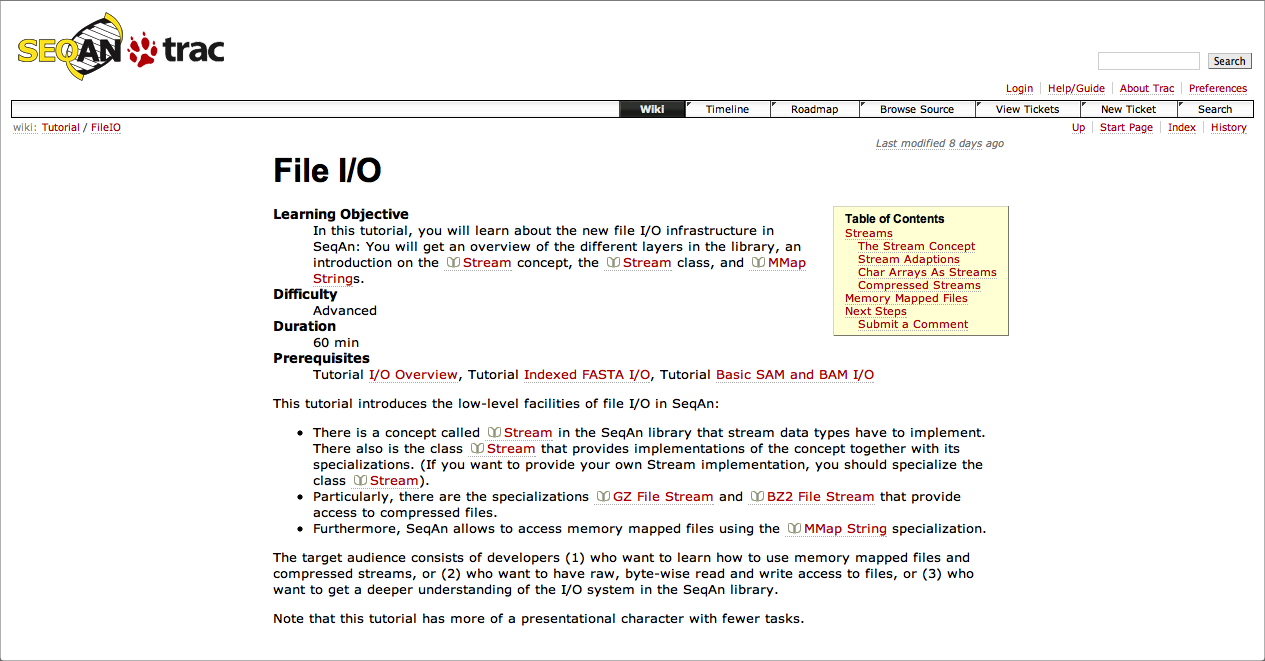 SEQAN trac
Search
Login Help/Guide About Trac Preferences
Wiki Timeline Roadmap Browse Source View Tickets New Ticket Search
wiki: Tutorial / FileIO
Up Start Page Index History
Last modified 8 days ago
File I/O
Learning Objective
In this tutorial, you will learn about the new file I/O infrastructure in
SeqAn: You will get an overview of the different layers in the library, an
introduction on the Stream concept, the Stream class, and MMap
Strings.
Difficulty
Advanced
Duration
60 min
Prerequisites
Tutorial I/O Overview, Tutorial Indexed FASTA I/O, Tutorial Basic SAM and BAM I/O
Table of Contents
Streams
The Stream Concept
Stream Adaptions
Char Arrays As Streams
Compressed Streams
Memory Mapped Files
Next Steps
Submit a Comment
This tutorial introduces the low-level facilities of file I/O in SeqAn:
• There is a concept called Stream in the SeqAn library that stream data types have to implement.
There also is the class Stream that provides implementations of the concept together with its
specializations. (If you want to provide your own Stream implementation, you should specialize the
class Stream).
• Particularly, there are the specializations GZ File Stream and BZ2 File Stream that provide
access to compressed files.
• Furthermore, SeqAn allows to access memory mapped files using the MMap String specialization.
The target audience consists of developers (1) who want to learn how to use memory mapped files and
compressed streams, or (2) who want to have raw, byte-wise read and write access to files, or (3) who
want to get a deeper understanding of the I/O system in the SeqAn library.
Note that this tutorial has more of a presentational character with fewer tasks.